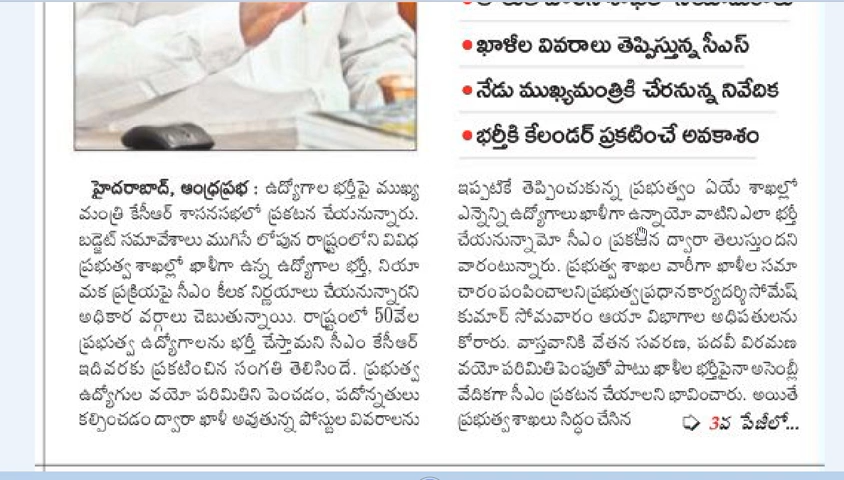 • ఖాళీల వివరాలు తెప్పిస్తున్న సీఎస్
• నేడు ముఖ్యమంత్రికి చేరనున్న నివేదిక
• భర్తీకి కేలండర్ ప్రకటించే అవకాశం
హైదరాబాద్, ఆంధ్రప్రభ : ఉద్యోగాల భర్తీపై ముఖ్య
మంత్రి కేసీఆర్ శాసనసభలో ప్రకటన చేయనున్నారు.
బడ్జెట్ సమావేశాలు ముగిసే లోపున రాష్ట్రంలోని వివిధ
ప్రభుత్వ శాఖల్లో ఖాళీగా ఉన్న ఉద్యోగాల భర్తీ, నియా
మక ప్రక్రియపై సీఎం కీలక నిర్ణయాలు చేయనున్నారని
అధికార వర్గాలు చెబుతున్నాయి. రాష్ట్రంలో 50వేల
ప్రభుత్వ ఉద్యోగాలను భర్తీ చేస్తామని సీఎం కేసీఆర్
ఇదివరకు ప్రకటించిన సంగతి తెలిసిందే. ప్రభుత్వ
ఉద్యోగుల వయో పరిమితిని పెంచడం, పదోన్నతులు
కల్పించడం ద్వారా ఖాళీ అవుతున్న పోస్టుల వివరాలను
ఇప్పటికే తెప్పించుకున్న ప్రభుత్వం ఏయే శాఖల్లో
ఎన్నెన్ని ఉద్యోగాలు ఖాళీగా ఉన్నాయో వాటిని ఎలా భర్తీ
చేయనున్నామో సీఎం ప్రకటన ద్వారా తెలుస్తుందని
వారంటున్నారు. ప్రభుత్వ శాఖల వారీగా ఖాళీల సమా
చారం పంపించాలని ప్రభుత్వ ప్రధానకార్యదర్శి సోమేష్
కుమార్ సోమవారం ఆయా విభాగాల అధిపతులను
కోరారు. వాస్తవానికి వేతన సవరణ, పదవీ విరమణ
వయోపరిమితి పెంపుతో పాటు ఖాళీల భర్తీపైనా అసెంబ్లీ
వేదికగా సీఎం ప్రకటన చేయాలని భావించారు. అయితే
ప్రభుత్వ శాఖలు సిద్ధం చేసిన ➪ 3వ పేజీలో...